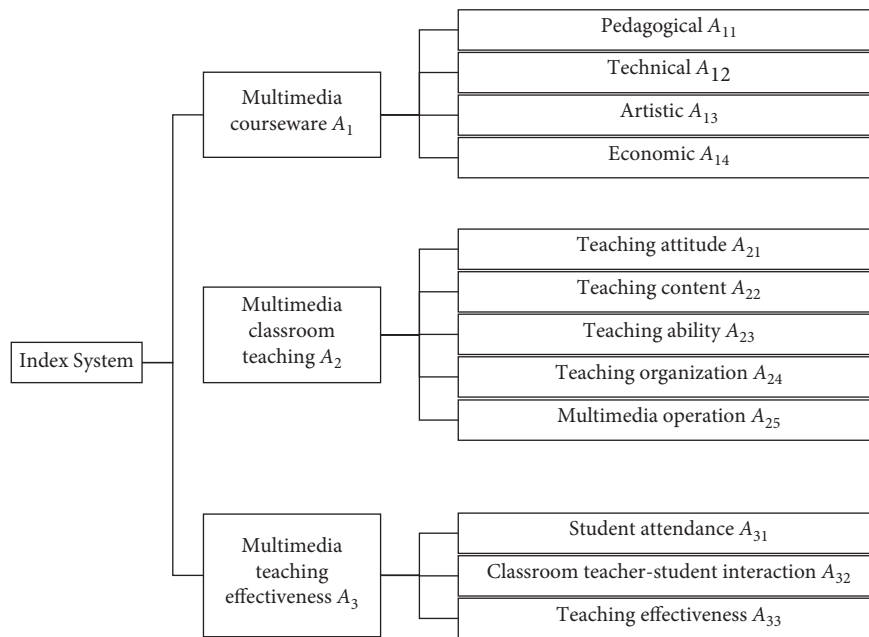 Index System
Multimedia
courseware A₁
Pedagogical A₁₁
Technical A₁₂
Artistic A₁₃
Economic A₁₄
Multimedia
classroom
teaching A₂
Teaching attitude A₂₁
Teaching content A₂₂
Teaching ability A₂₃
Teaching organization A₂₄
Multimedia operation A₂₅
Multimedia
teaching
effectiveness A₃
Student attendance A₃₁
Classroom teacher-student interaction A₃₂
Teaching effectiveness A₃₃